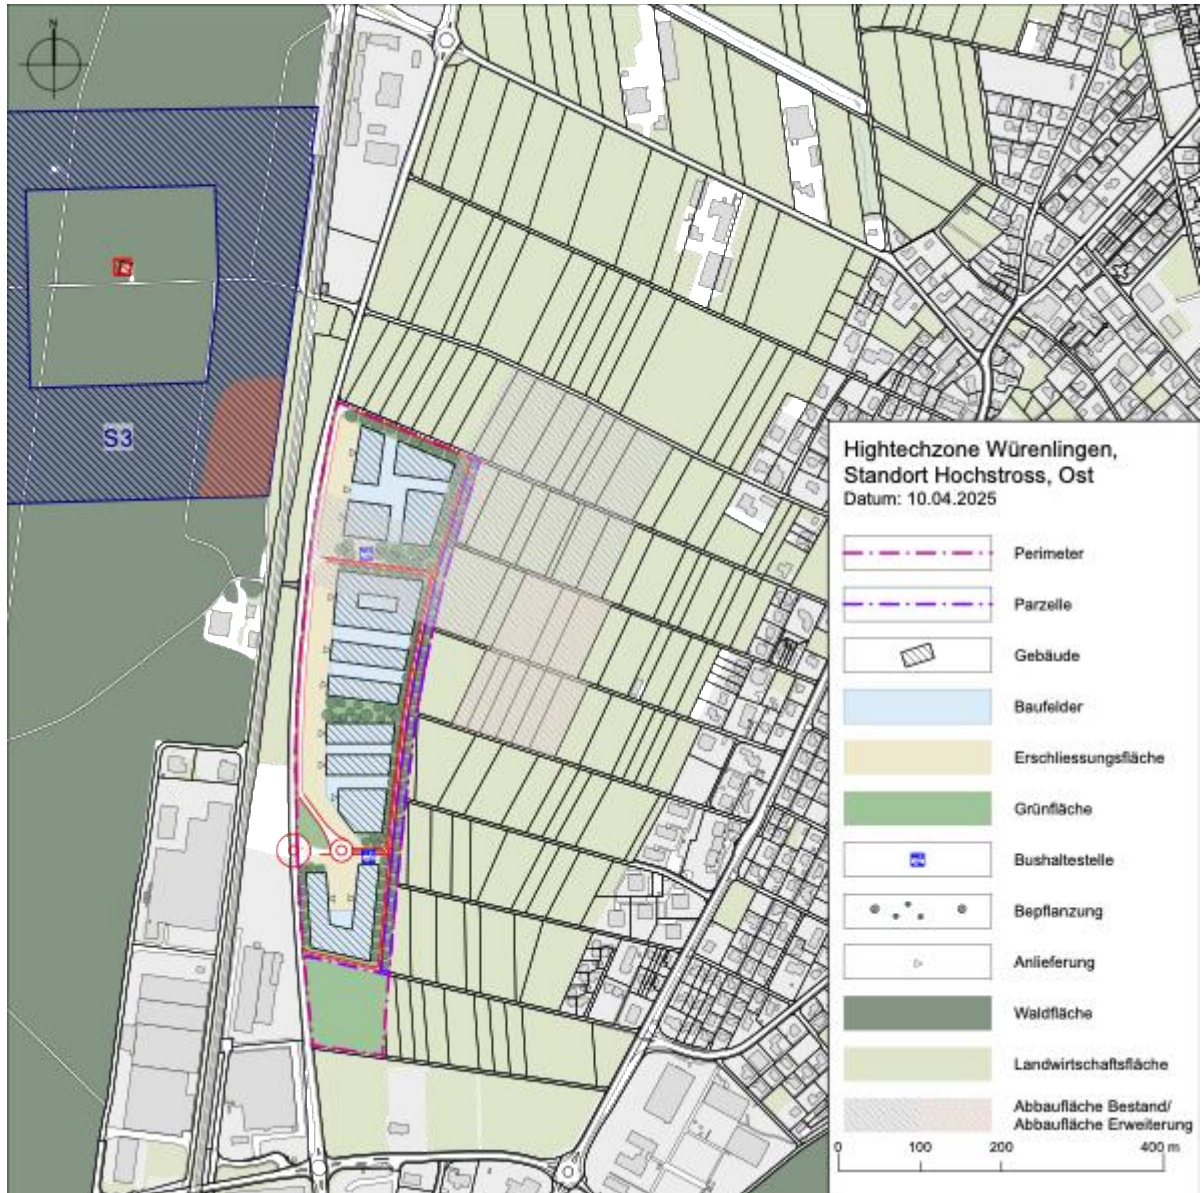 N
S3
Hightechzone Würenlingen,
Standort Hochstross, Ost
Datum: 10.04.2025
Perimeter
Parzelle
Gebäude
Baufelder
Erschliessungsfläche
Grünfläche
Bushaltestelle
Bepflanzung
Anlieferung
Waldfläche
Landwirtschaftsfläche
Abbaufläche Bestand/
Abbaufläche Erweiterung
0 100 200 400 m